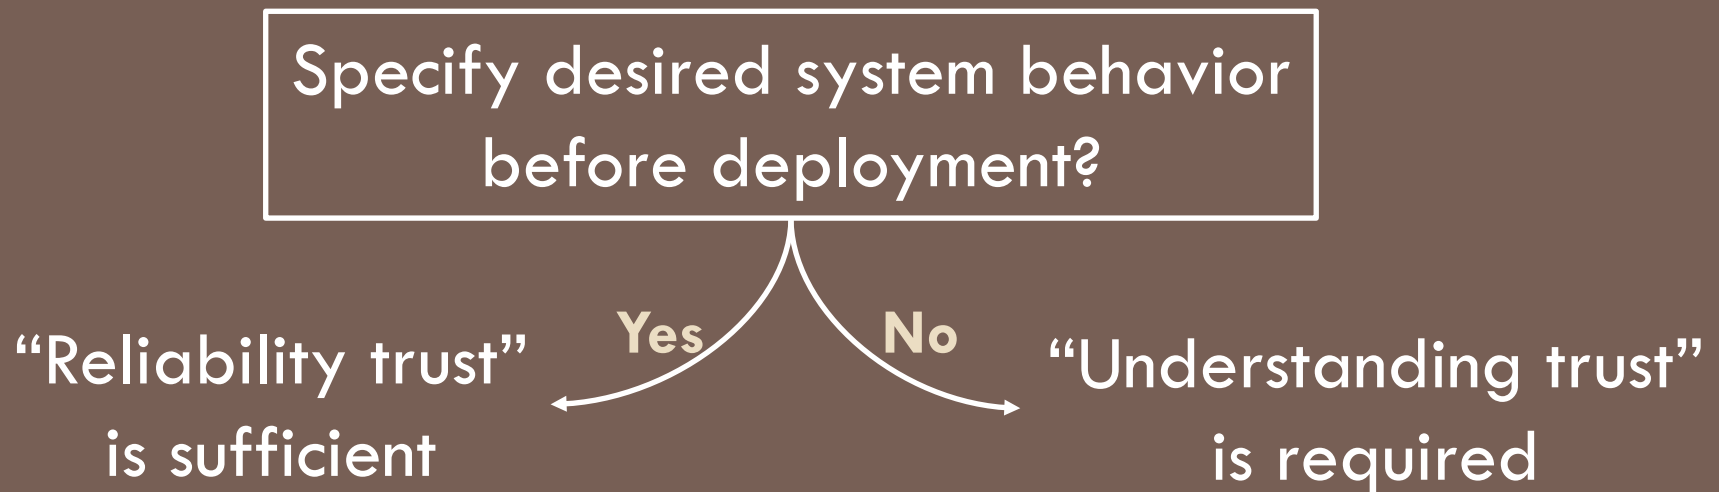 Specify desired system behavior
before deployment?
Yes
No
“Reliability trust”
is sufficient
“Understanding trust”
is required